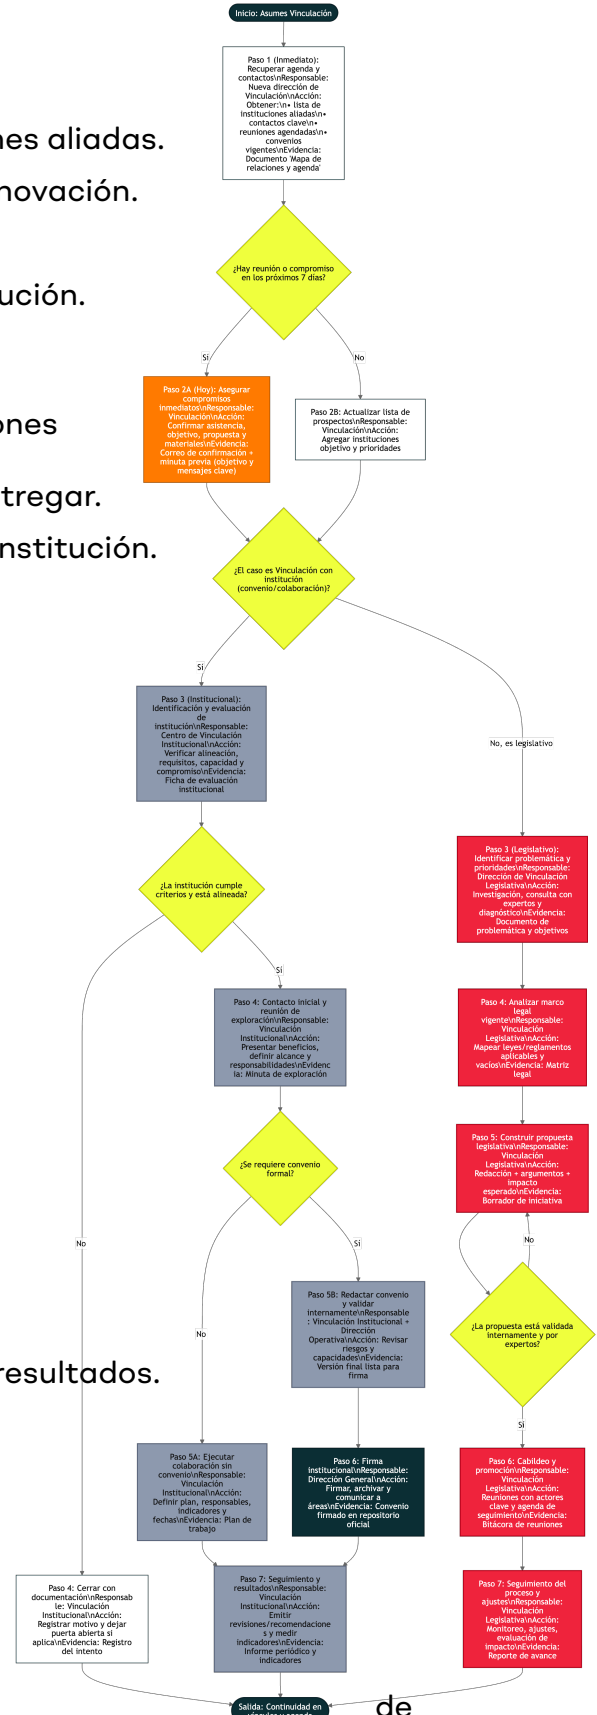 Inicio: Asumes Vinculación
Paso 1 (Inmediato):
Recuperar agenda y
contactos\nResponsable:
Nueva dirección de
Vinculación\nAcción:
Obtener:\n• lista de
instituciones aliadas\n•
contactos clave\n•
reuniones agendadas\n•
convenios
vigentes\nEvidencia:
Documento 'Mapa de
relaciones y agenda'
nes aliadas.
novación.
¿Hay reunión o compromiso
en los próximos 7 días?
ución.
Sí
No
Paso 2A (Hoy): Asegurar
compromisos
inmediatos\nResponsable:
Vinculación\nAcción:
Confirmar asistencia,
objetivo, propuesta y
materiales\nEvidencia:
Correo de confirmación +
minuta previa (objetivo y
mensajes clave)
Paso 2B: Actualizar lista de
prospectos\nResponsable:
Vinculación\nAcción:
Agregar instituciones
objetivo y prioridades
ones
tregar.
nstitución.
¿El caso es Vinculación con
institución
(convenio/colaboración)?
Sí
No, es legislativo
Paso 3 (Institucional):
Identificación y evaluación
de
institución\nResponsable:
Centro de Vinculación
Institucional\nAcción:
Verificar alineación,
requisitos, capacidad y
compromiso\nEvidencia:
Ficha de evaluación
institucional
Paso 3 (Legislativo):
Identificar problemática y
prioridades\nResponsable:
Dirección de Vinculación
Legislativa\nAcción:
Investigación, consulta con
expertos y
diagnóstico\nEvidencia:
Documento de
problemática y objetivos
¿La institución cumple
criterios y está alineada?
Sí
Paso 4: Contacto inicial y
reunión de
exploración\nResponsable:
Vinculación
Institucional\nAcción:
Presentar beneficios,
definir alcance y
responsabilidades\nEvidenc
ia: Minuta de exploración
Paso 4: Analizar marco
legal
vigente\nResponsable:
Vinculación
Legislativa\nAcción:
Mapear leyes/reglamentos
aplicables y
vacíos\nEvidencia: Matriz
legal
¿Se requiere convenio
formal?
Paso 5: Construir propuesta
legislativa\nResponsable:
Vinculación
Legislativa\nAcción:
Redacción + argumentos +
impacto
esperado\nEvidencia:
Borrador de iniciativa
No
Sí
No
No
Paso 5B: Redactar convenio
y validar
internamente\nResponsable
: Vinculación Institucional +
Dirección
Operativa\nAcción: Revisar
riesgos y
capacidades\nEvidencia:
Versión final lista para
firma
¿La propuesta está validada
internamente y por
expertos?
resultados.
Sí
Paso 5A: Ejecutar
colaboración sin
convenio\nResponsable:
Vinculación
Institucional\nAcción:
Definir plan, responsables,
indicadores y
fechas\nEvidencia: Plan de
trabajo
Paso 6: Firma
institucional\nResponsable:
Dirección General\nAcción:
Firmar, archivar y
comunicar a
áreas\nEvidencia: Convenio
firmado en repositorio
oficial
Paso 6: Cabildeo y
promoción\nResponsable:
Vinculación
Legislativa\nAcción:
Reuniones con actores
clave y agenda de
seguimiento\nEvidencia:
Bitácora de reuniones
Paso 4: Cerrar con
documentación\nResponsab
le: Vinculación
Institucional\nAcción:
Registrar motivo y dejar
puerta abierta si
aplica\nEvidencia: Registro
del intento
Paso 7: Seguimiento y
resultados\nResponsable:
Vinculación
Institucional\nAcción:
Emitir
revisiones/recomendacione
s y medir
indicadores\nEvidencia:
Informe periódico y
indicadores
Paso 7: Seguimiento del
proceso y
ajustes\nResponsable:
Vinculación
Legislativa\nAcción:
Monitoreo, ajustes,
evaluación de
impacto\nEvidencia:
Reporte de avance
Salida: Continuidad en
de